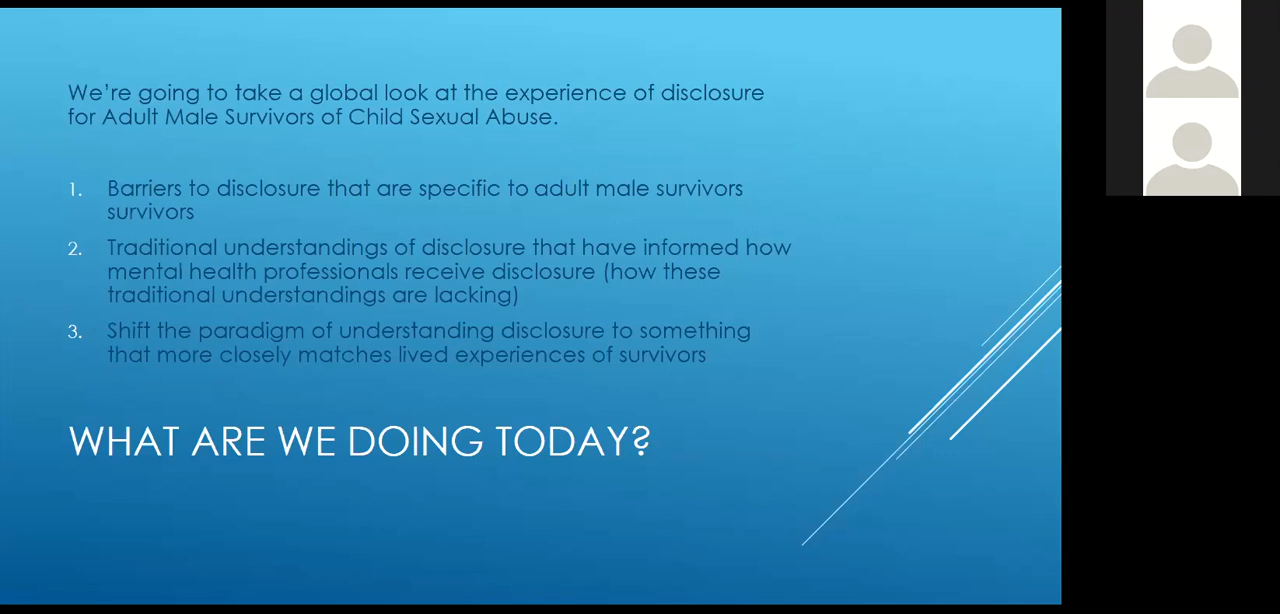 We're going to take a global look at the experience of disclosure
for Adult Male Survivors of Child Sexual Abuse.
1. Barriers to disclosure that are specific to adult male survivors
survivors
2. Traditional understandings of disclosure that have informed how
mental health professionals receive disclosure (how these
traditional understandings are lacking)
3. Shift the paradigm of understanding disclosure to something
that more closely matches lived experiences of survivors
WHAT ARE WE DOING TODAY?